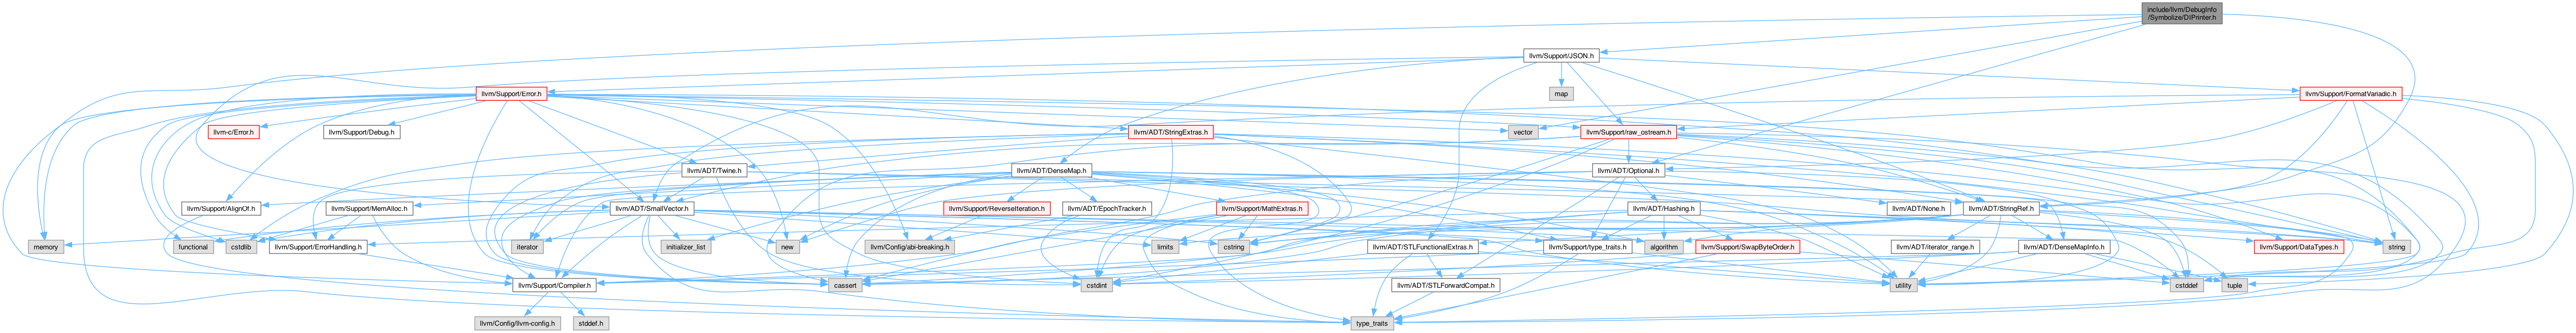 include/llvm/DebugInfo
/Symbolize/DIPrinter.h
llvm/Support/JSON.h
llvm/Support/Error.h
map
llvm/Support/FormatVariadic.h
llvm-c/Error.h
llvm/Support/Debug.h
llvm/ADT/StringExtras.h
vector
llvm/Support/raw_ostream.h
llvm/ADT/Twine.h
llvm/ADT/DenseMap.h
llvm/ADT/Optional.h
llvm/Support/AlignOf.h
llvm/Support/MemAlloc.h
llvm/ADT/SmallVector.h
llvm/Support/ReverseIteration.h
llvm/ADT/EpochTracker.h
llvm/Support/MathExtras.h
llvm/ADT/Hashing.h
llvm/ADT/None.h
llvm/ADT/StringRef.h
memory
functional
cstdlib
llvm/Support/ErrorHandling.h
iterator
initializer_list
new
llvm/Config/abi-breaking.h
limits
cstring
llvm/ADT/STLFunctionalExtras.h
llvm/Support/type_traits.h
algorithm
llvm/Support/SwapByteOrder.h
llvm/ADT/iterator_range.h
llvm/ADT/DenseMapInfo.h
llvm/Support/DataTypes.h
string
llvm/Support/Compiler.h
cassert
cstdint
llvm/ADT/STLForwardCompat.h
utility
cstddef
tuple
llvm/Config/llvm-config.h
stddef.h
type_traits